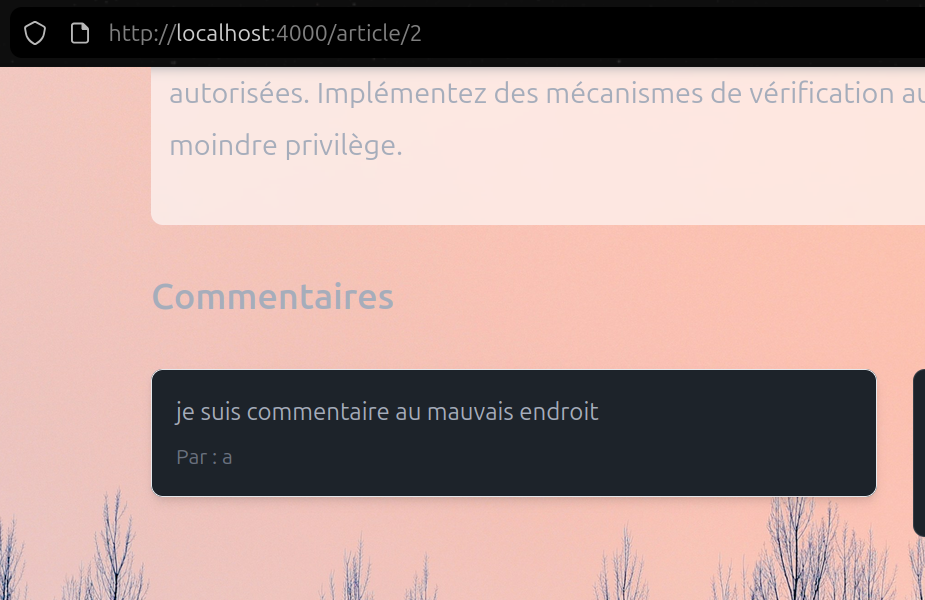 http://localhost:4000/article/2
autorisées. Implémentez des mécanismes de vérification au
moindre privilège.
Commentaires
je suis commentaire au mauvais endroit
Par : a